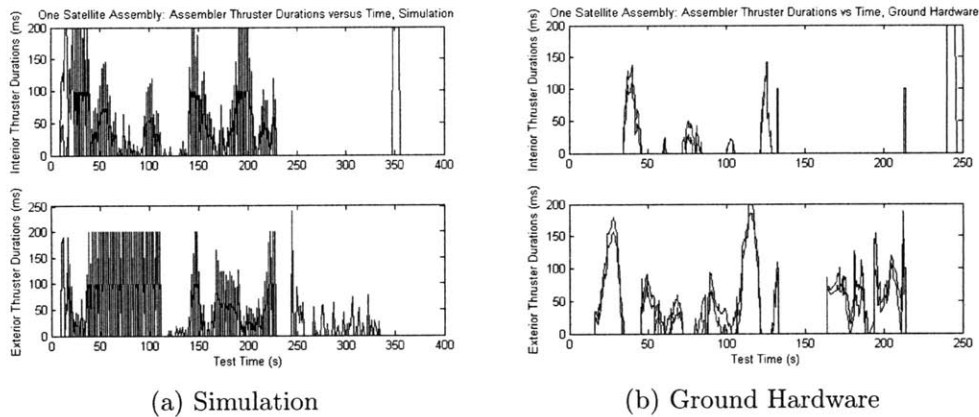 One Satellite Assembly: Assembler Thruster Durations versus Time, Simulation
Interior Thruster Durations (ms)
200
150
100
50
0
0 50 100 150 200 250 300 350 400
Exterior Thruster Durations (ms)
250
200
150
100
50
0
0 50 100 150 200 250 300 350 400
Test Time (s)
(a) Simulation
One Satellite Assembly: Assembler Thruster Durations vs Time, Ground Hardware
Interior Thruster Durations (ms)
200
150
100
50
0
0 50 100 150 200 250
Exterior Thruster Durations (ms)
200
150
100
50
0
0 50 100 150 200 250
Test Time (s)
(b) Ground Hardware